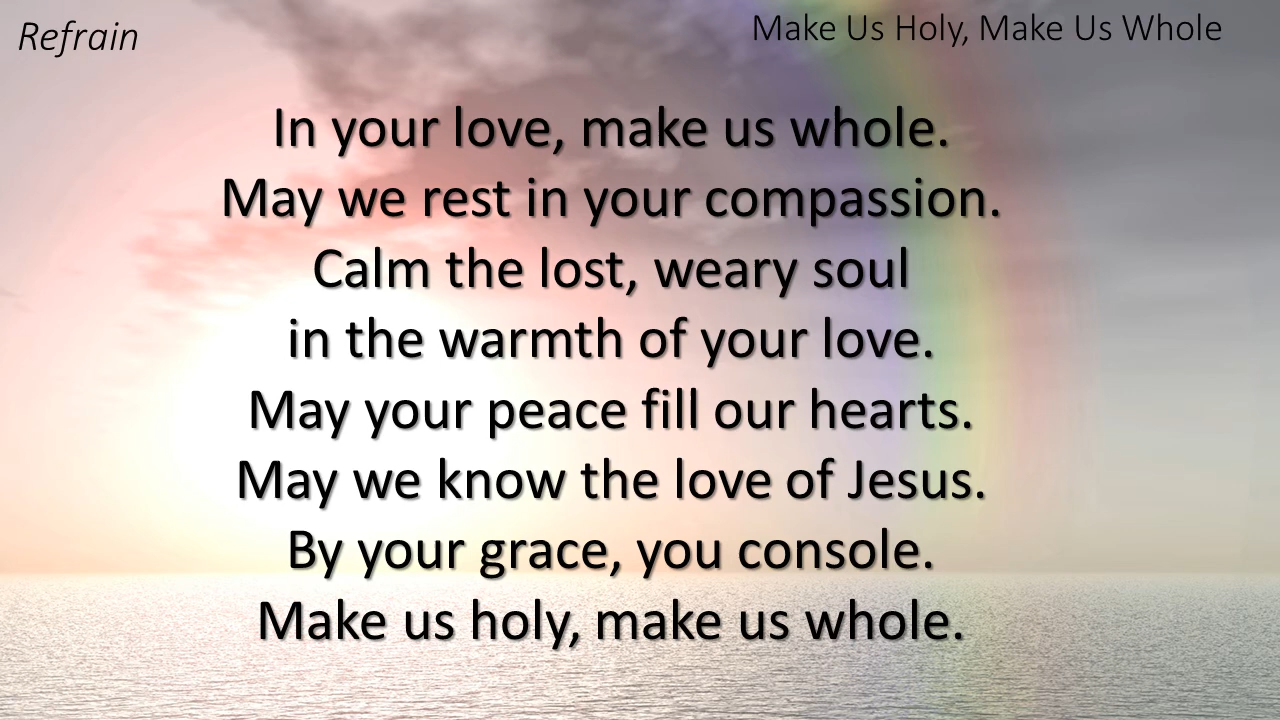 Refrain
Make Us Holy, Make Us Whole
In your love, make us whole.
May we rest in your compassion.
Calm the lost, weary soul
in the warmth of your love.
May your peace fill our hearts.
May we know the love of Jesus.
By your grace, you console.
Make us holy, make us whole.